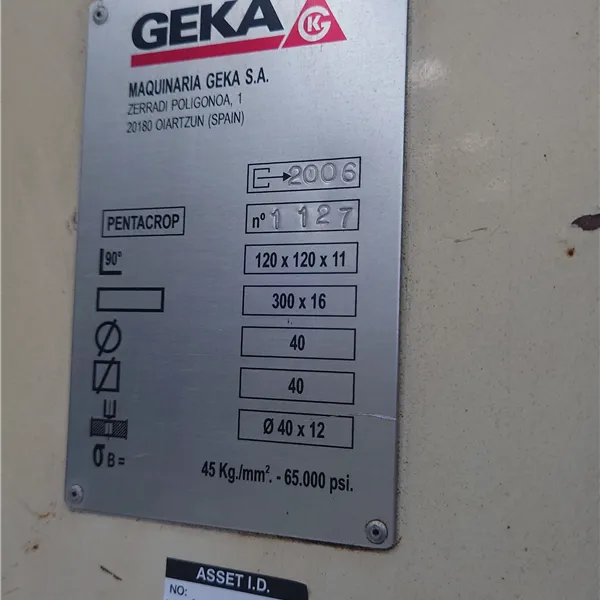 GEKA
GK
MAQUINARIA GEKA S.A.
ZERRADI POLIGONOA, 1
20180 OIARTZUN (SPAIN)
2006
PENTACROP nº 1 127
90° 120 x 120 x 11
300 x 16
40
40
Ø 40 x 12
σB= 45 Kg./mm². - 65.000 psi.
ASSET I.D.
NO: